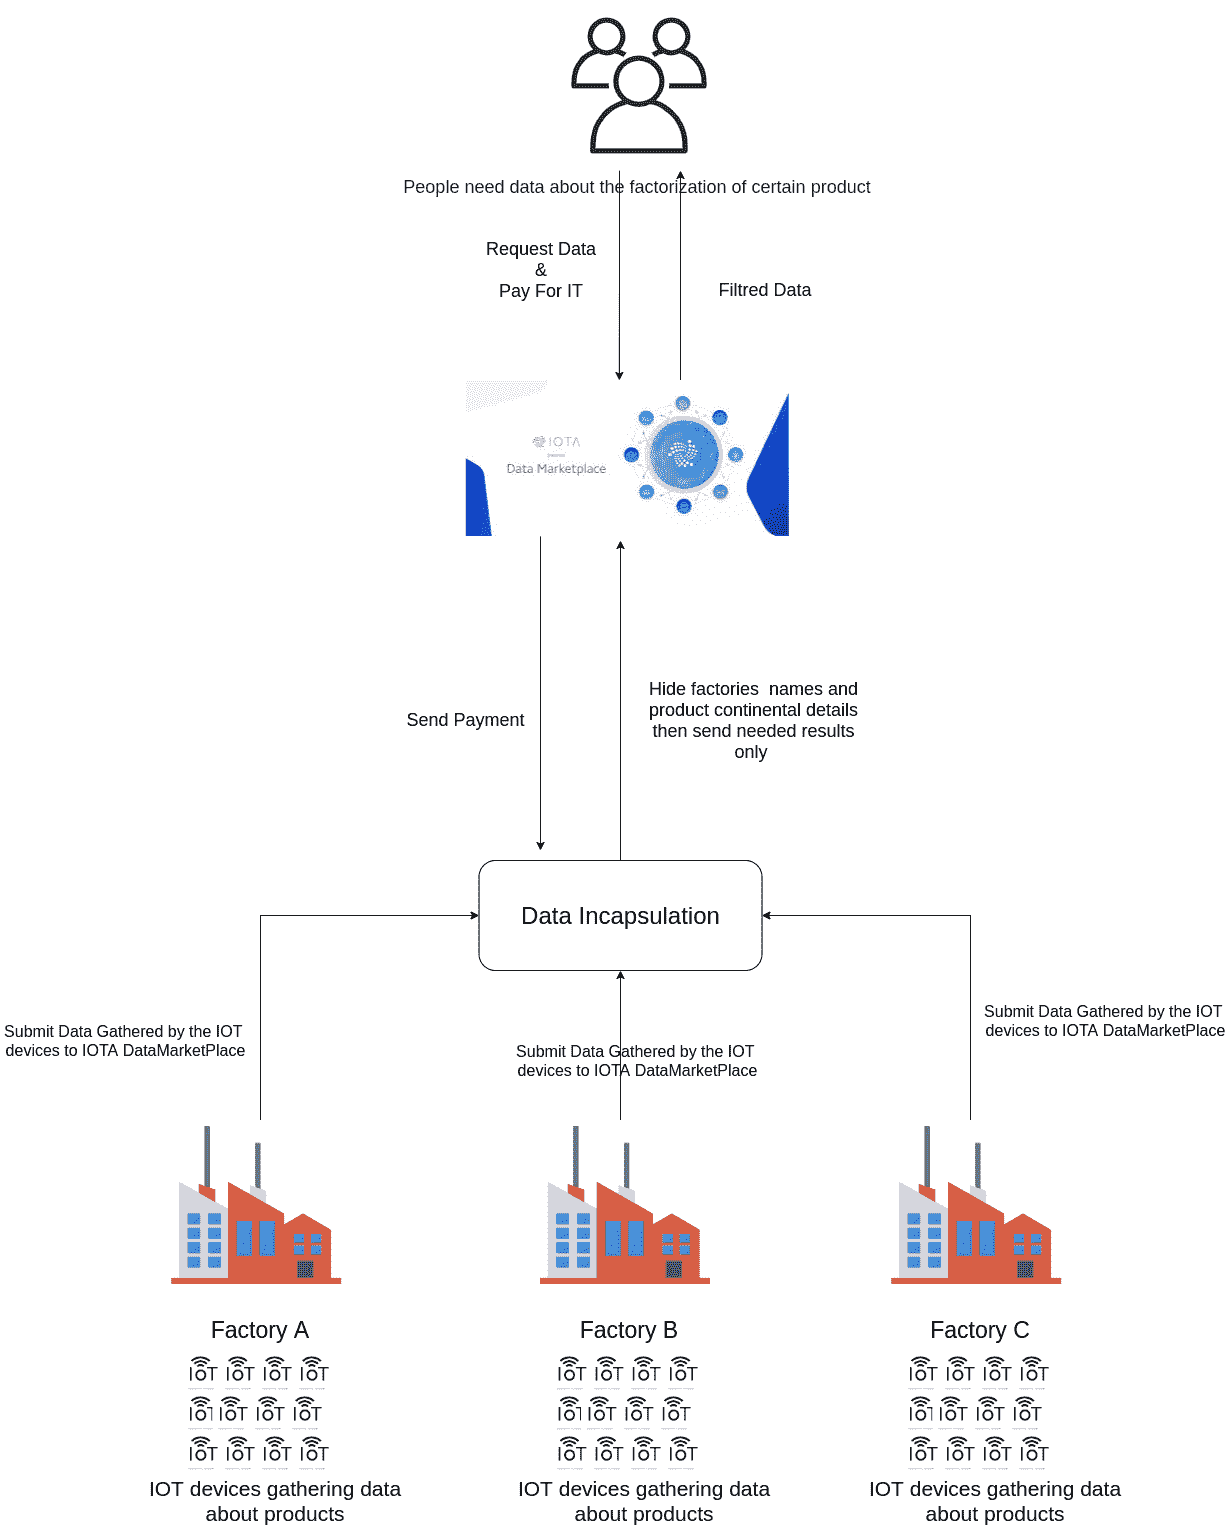 People need data about the factorization of certain product
Request Data
&
Pay For IT
Filtred Data
IOTA
Data Marketplace
Send Payment
Hide factories names and
product continental details
then send needed results
only
Data Incapsulation
Submit Data Gathered by the IOT
devices to IOTA DataMarketPlace
Submit Data Gathered by the IOT
devices to IOTA DataMarketPlace
Submit Data Gathered by the IOT
devices to IOTA DataMarketPlace
Factory A
Factory B
Factory C
IOT IOT IOT IOT
IOT IOT IOT IOT
IOT IOT IOT IOT
IOT IOT IOT IOT
IOT IOT IOT IOT
IOT IOT IOT IOT
IOT IOT IOT IOT
IOT IOT IOT IOT
IOT IOT IOT IOT
IOT devices gathering data
about products
IOT devices gathering data
about products
IOT devices gathering data
about products